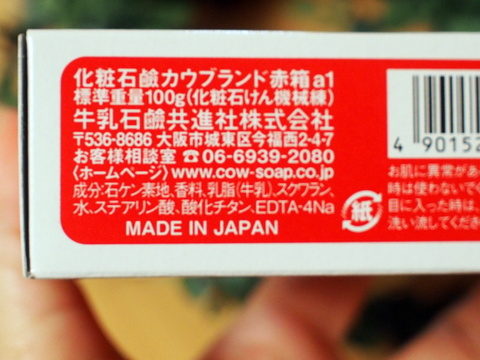 化粧石鹸カウブランド赤箱a1
標準重量100g(化粧石けん機械練)
牛乳石鹸共進社株式会社
〒536-8686 大阪市城東区今福西2-4-7
お客様相談室 ☎ 06-6939-2080
〈ホームページ〉www.cow-soap.co.jp
成分:石ケン素地、香料、乳脂(牛乳)、スクワラン、
水、ステアリン酸、酸化チタン、EDTA-4Na
MADE IN JAPAN
4 90152
お肌に異常があ
時は使わないでく
目に入った時は、
洗い流してくださ
紙